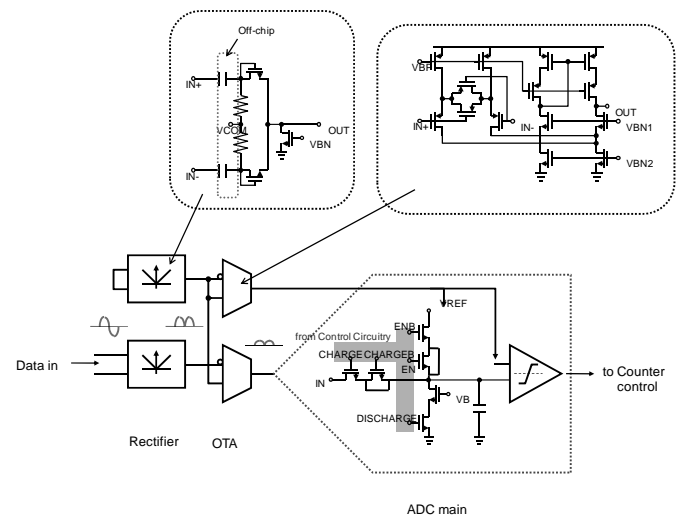 Off-chip
IN+
VCOM
OUT
VBN
IN-
VBP
IN+
IN-
OUT
VBN1
VBN2
Data in
Rectifier
OTA
from Control Circuitry
VREF
ENB
CHARGE
CHARGEB
EN
IN
VB
DISCHARGE
to Counter
control
ADC main